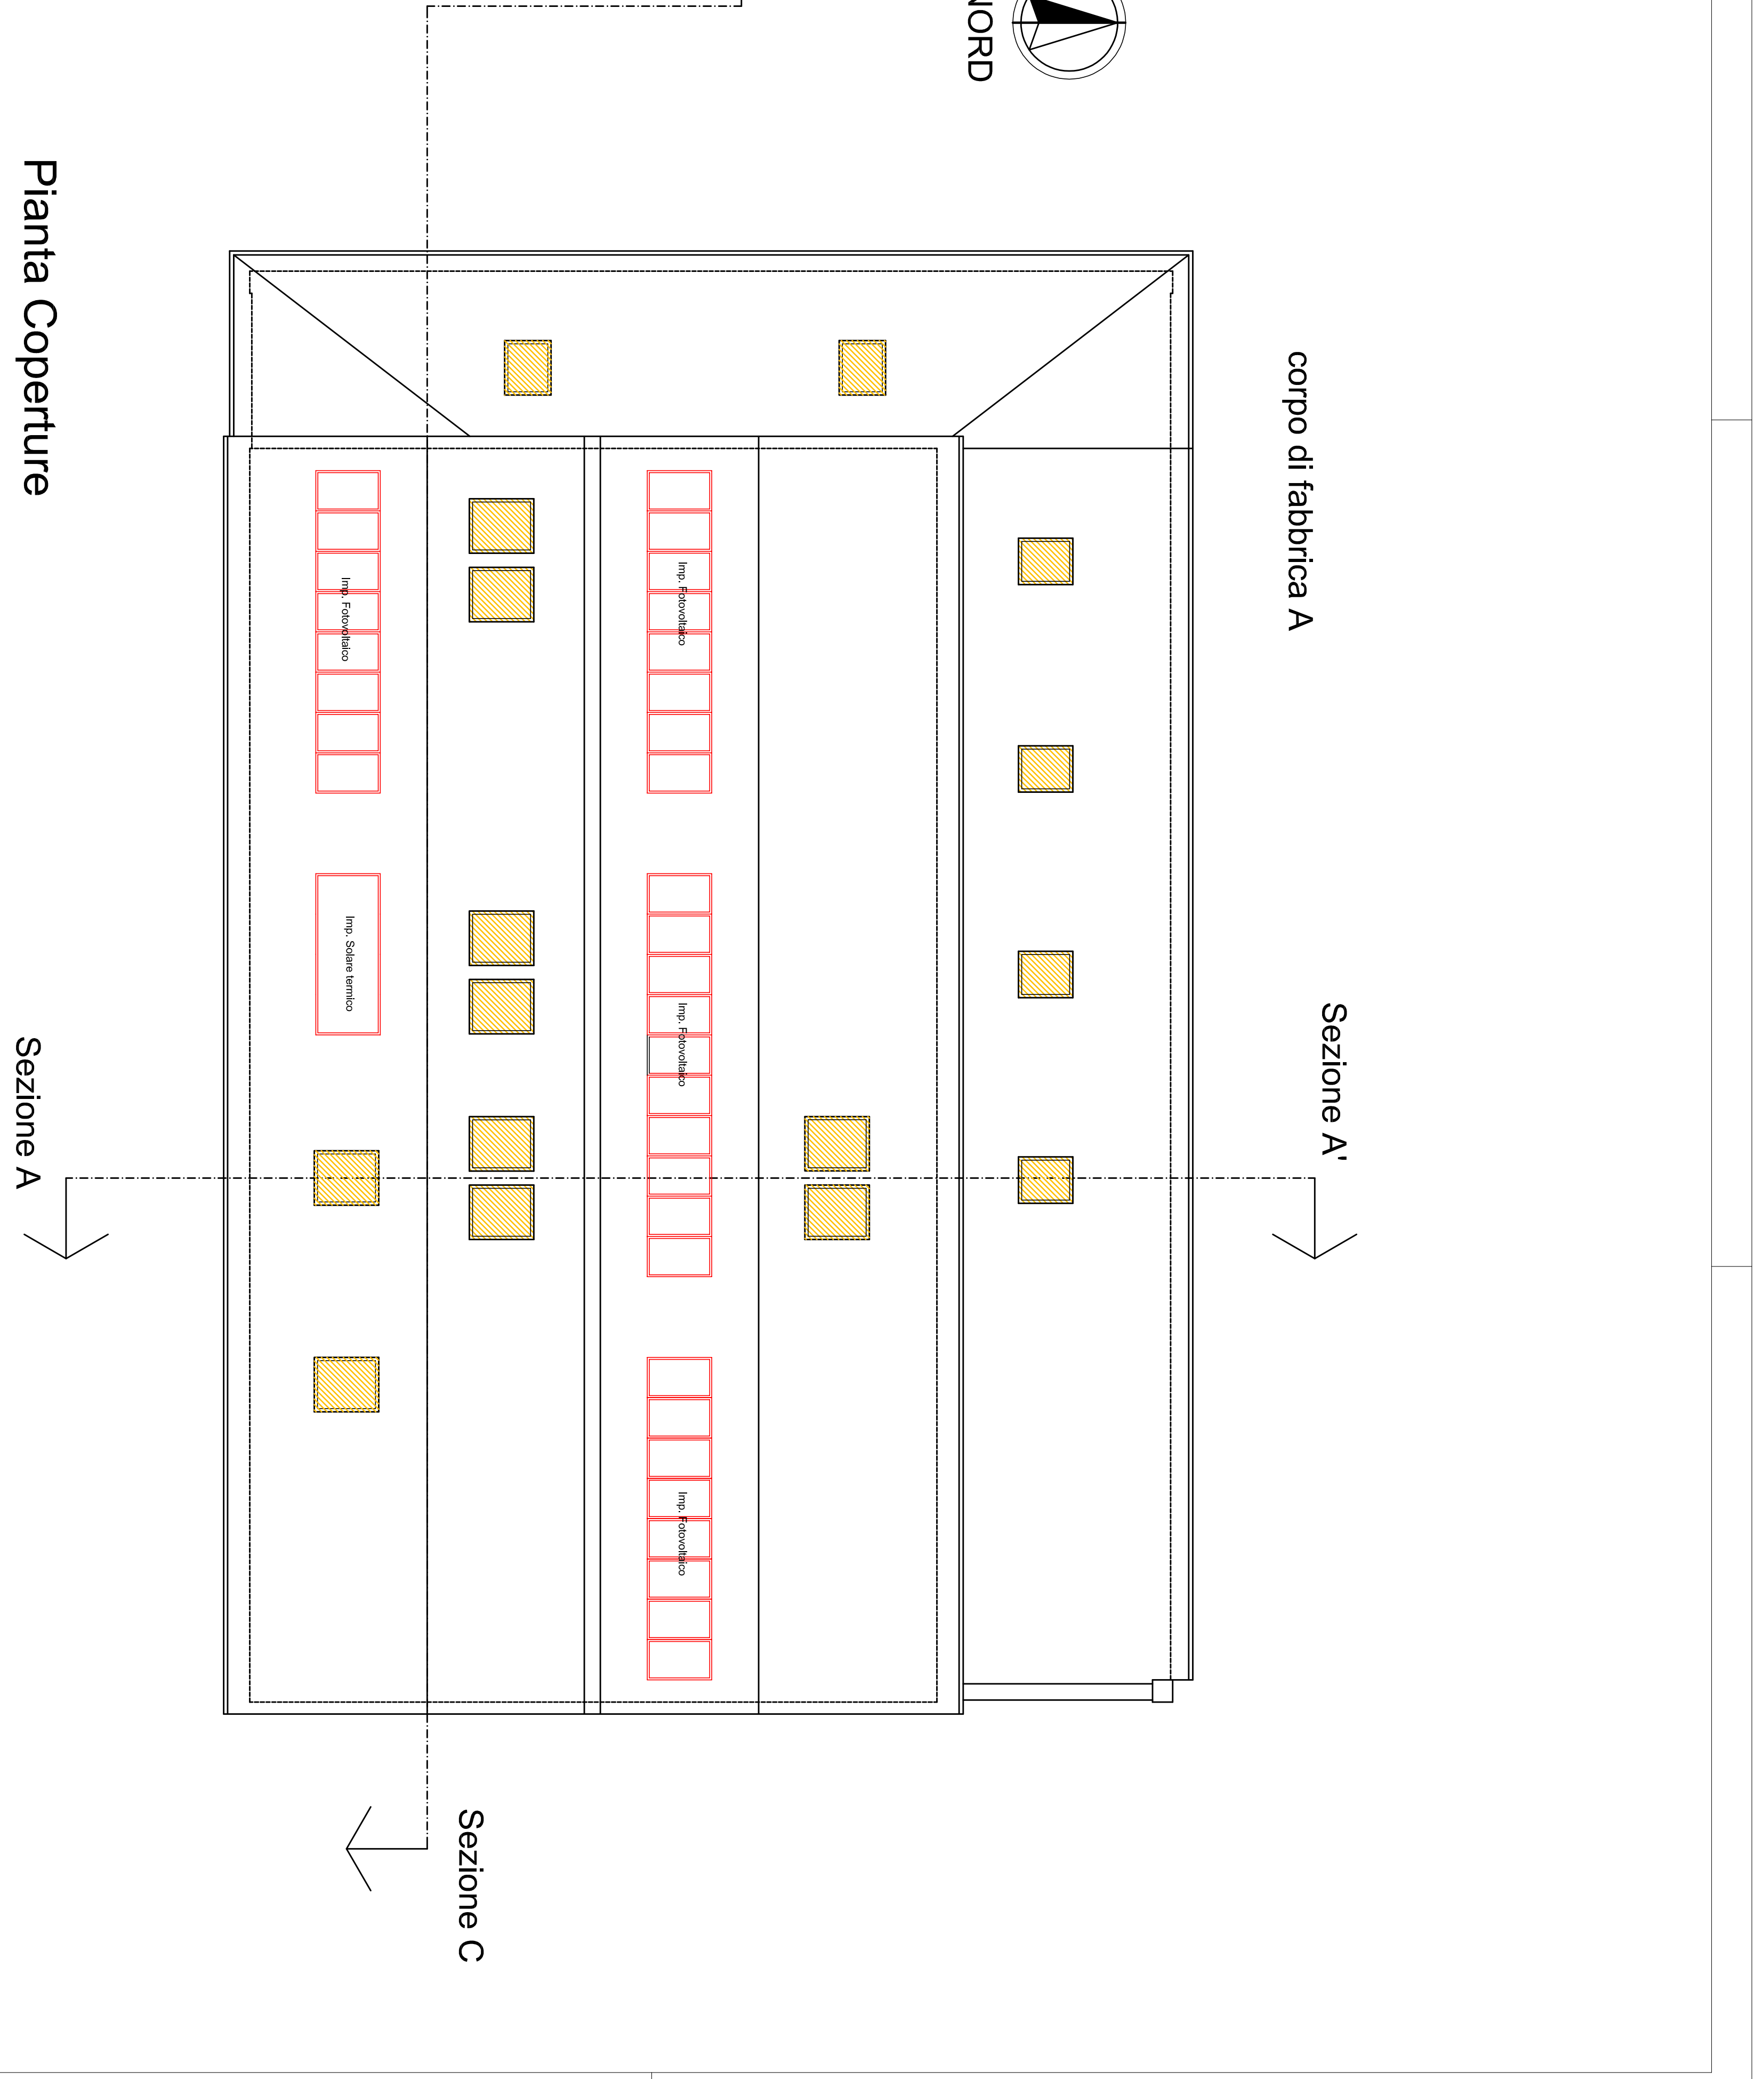 NORD
corpo di fabbrica A
Sezione A'
Imp. Fotovoltaico
Imp. Fotovoltaico
Imp. Fotovoltaico
Imp. Fotovoltaico
Imp. Solare termico
Sezione C
Pianta Coperture
Sezione A